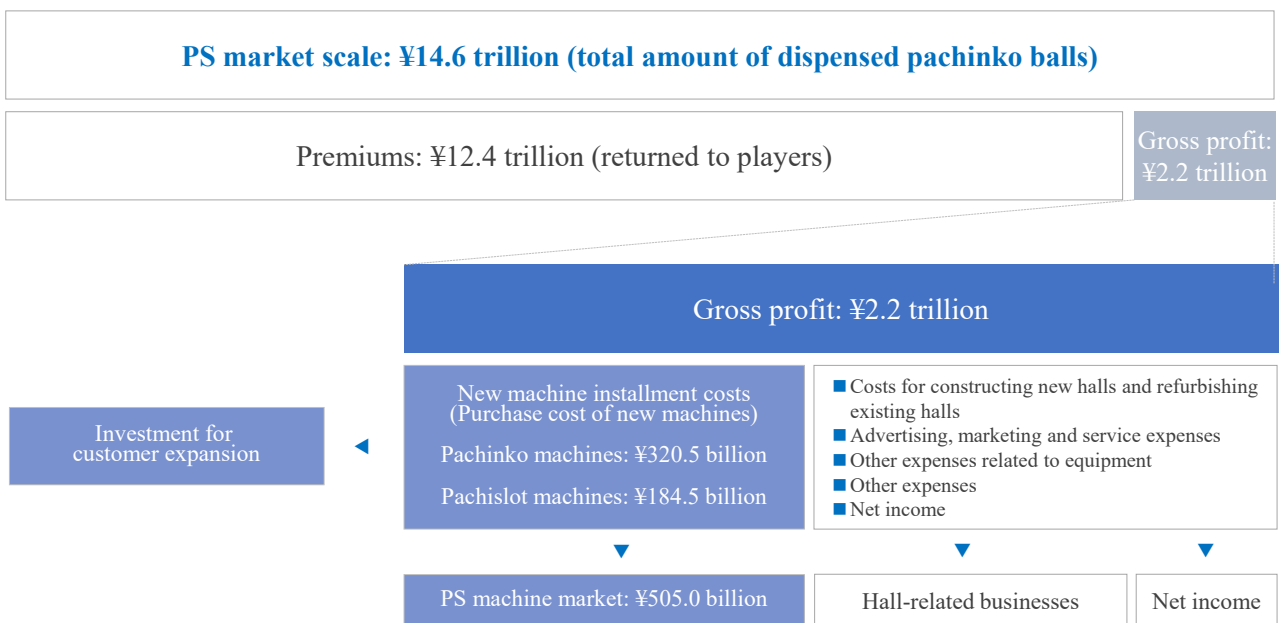 PS market scale: ¥14.6 trillion (total amount of dispensed pachinko balls)
Premiums: ¥12.4 trillion (returned to players)
Gross profit:
¥2.2 trillion
Gross profit: ¥2.2 trillion
Investment for
customer expansion
New machine installment costs
(Purchase cost of new machines)
Pachinko machines: ¥320.5 billion
Pachislot machines: ¥184.5 billion
Costs for constructing new halls and refurbishing
existing halls
Advertising, marketing and service expenses
Other expenses related to equipment
Other expenses
Net income
PS machine market: ¥505.0 billion
Hall-related businesses
Net income